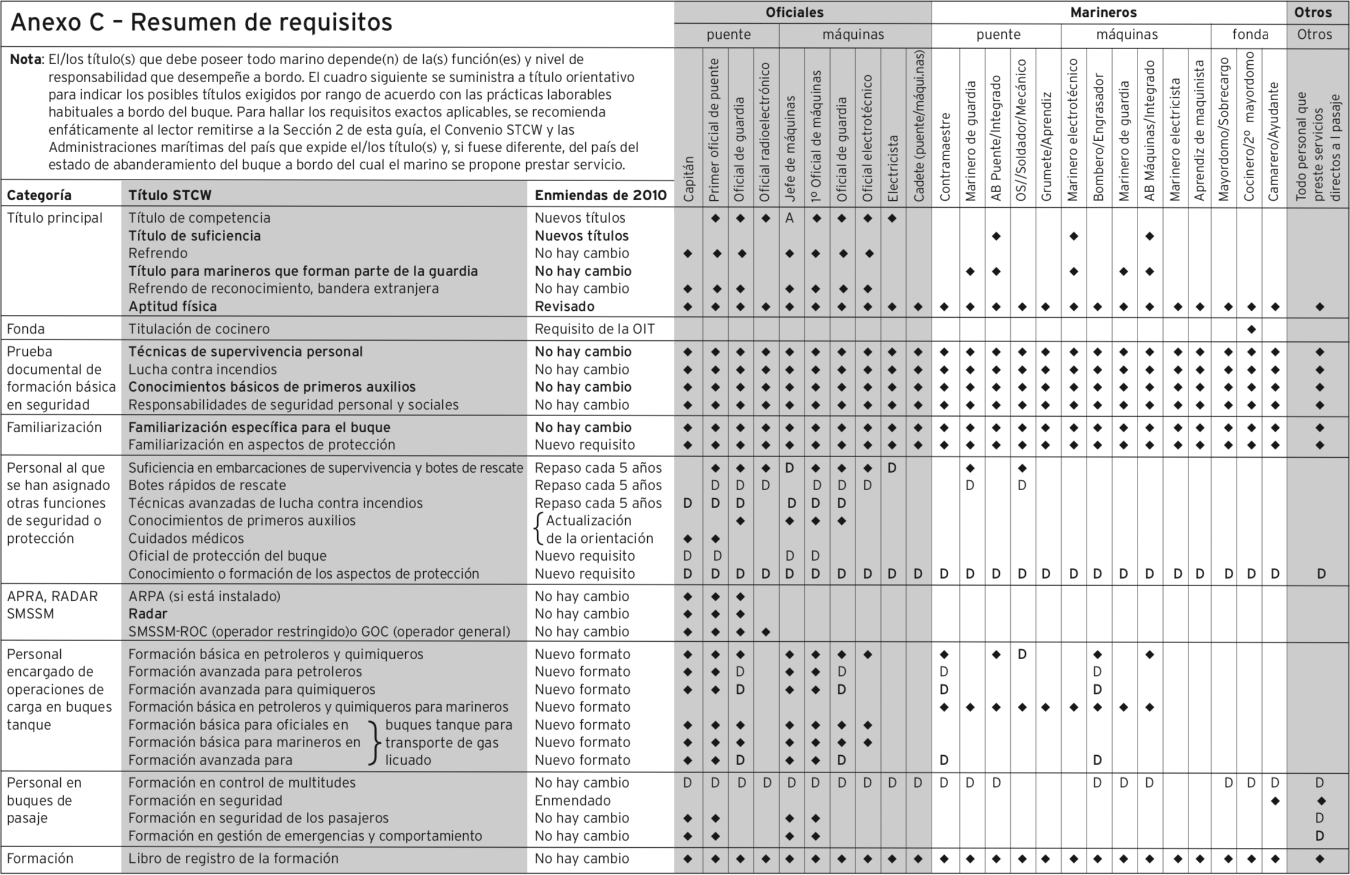 Anexo C – Resumen de requisitos
Oficiales Marineros Otros
puente máquinas puente máquinas fonda Otros
Nota: El/los título(s) que debe poseer todo marino depende(n) de la(s) función(es) y nivel de
responsabilidad que desempeñe a bordo. El cuadro siguiente se suministra a título orientativo
para indicar los posibles títulos exigidos por rango de acuerdo con las prácticas laborables
habituales a bordo del buque. Para hallar los requisitos exactos aplicables, se recomienda
enfáticamente al lector remitirse a la Sección 2 de esta guía, el Convenio STCW y las
Administraciones marítimas del país que expide el/los título(s) y, si fuese diferente, del país del
estado de abanderamiento del buque a bordo del cual el marino se propone prestar servicio.
Capitán
Primer oficial de puente
Oficial de guardia
Oficial radioelectrónico
Jefe de máquinas
1º Oficial de máquinas
Oficial de guardia
Oficial electrotécnico
Electricista
Cadete (puente/máqui.nas)
Contramaestre
Marinero de guardia
AB Puente/Integrado
OS//Soldador/Mecánico
Grumete/Aprendiz
Marinero electrotécnico
Bombero/Engrasador
Marinero de guardia
AB Máquinas/Integrado
Marinero electricista
Aprendiz de maquinista
Mayordomo/Sobrecargo
Cocinero/2º mayordomo
Camarero/Ayudante
Todo personal que
preste servicios
directos a l pasaje
Categoría Título STCW Enmiendas de 2010
Título principal Título de competencia Nuevos títulos ◆ ◆ ◆ A ◆ ◆ ◆ ◆
Título de suficiencia Nuevos títulos ◆ ◆ ◆
Refrendo No hay cambio ◆ ◆ ◆ ◆ ◆ ◆ ◆
Título para marineros que forman parte de la guardia No hay cambio ◆ ◆ ◆ ◆ ◆
Refrendo de reconocimiento, bandera extranjera No hay cambio ◆ ◆ ◆ ◆ ◆ ◆ ◆
Aptitud física Revisado ◆ ◆ ◆ ◆ ◆ ◆ ◆ ◆ ◆ ◆ ◆ ◆ ◆ ◆ ◆ ◆ ◆ ◆ ◆ ◆ ◆ ◆ ◆ ◆ ◆
Fonda Titulación de cocinero Requisito de la OIT ◆
Prueba Técnicas de supervivencia personal No hay cambio ◆ ◆ ◆ ◆ ◆ ◆ ◆ ◆ ◆ ◆ ◆ ◆ ◆ ◆ ◆ ◆ ◆ ◆ ◆ ◆ ◆ ◆ ◆ ◆ ◆
documental de Lucha contra incendios No hay cambio ◆ ◆ ◆ ◆ ◆ ◆ ◆ ◆ ◆ ◆ ◆ ◆ ◆ ◆ ◆ ◆ ◆ ◆ ◆ ◆ ◆ ◆ ◆ ◆ ◆
formación básica Conocimientos básicos de primeros auxilios No hay cambio ◆ ◆ ◆ ◆ ◆ ◆ ◆ ◆ ◆ ◆ ◆ ◆ ◆ ◆ ◆ ◆ ◆ ◆ ◆ ◆ ◆ ◆ ◆ ◆ ◆
en seguridad Responsabilidades de seguridad personal y sociales No hay cambio ◆ ◆ ◆ ◆ ◆ ◆ ◆ ◆ ◆ ◆ ◆ ◆ ◆ ◆ ◆ ◆ ◆ ◆ ◆ ◆ ◆ ◆ ◆ ◆ ◆
Familiarización Familiarización específica para el buque No hay cambio ◆ ◆ ◆ ◆ ◆ ◆ ◆ ◆ ◆ ◆ ◆ ◆ ◆ ◆ ◆ ◆ ◆ ◆ ◆ ◆ ◆ ◆ ◆ ◆ ◆
Familiarización en aspectos de protección Nuevo requisito ◆ ◆ ◆ ◆ ◆ ◆ ◆ ◆ ◆ ◆ ◆ ◆ ◆ ◆ ◆ ◆ ◆ ◆ ◆ ◆ ◆ ◆ ◆ ◆ ◆
Personal al que Suficiencia en embarcaciones de supervivencia y botes de rescate Repaso cada 5 años ◆ ◆ ◆ D ◆ ◆ ◆ D ◆ ◆
se han asignado Botes rápidos de rescate Repaso cada 5 años D D D D D D D D
otras funciones Técnicas avanzadas de lucha contra incendios Repaso cada 5 años D D D D D D
de seguridad o Conocimientos de primeros auxilios { Actualización ◆ ◆ ◆ ◆
protección Cuidados médicos de la orientación ◆ ◆
Oficial de protección del buque Nuevo requisito D D D D
Conocimiento o formación de los aspectos de protección Nuevo requisito D D D D D D D D D D D D D D D D D D D D D D D D D
APRA, RADAR ARPA (si está instalado) No hay cambio ◆ ◆ ◆
SMSSM Radar No hay cambio ◆ ◆ ◆
SMSSM-ROC (operador restringido)o GOC (operador general) No hay cambio ◆ ◆ ◆ ◆
Personal Formación básica en petroleros y quimiqueros Nuevo formato ◆ ◆ ◆ ◆ ◆ ◆ ◆ ◆ ◆ D ◆ ◆
encargado de Formación avanzada para petroleros Nuevo formato ◆ ◆ D ◆ ◆ D D D
operaciones de Formación avanzada para quimiqueros Nuevo formato ◆ ◆ D ◆ ◆ D D D
carga en buques Formación básica en petroleros y quimiqueros para marineros Nuevo formato ◆ ◆ ◆ ◆ ◆ ◆ ◆ ◆ ◆
tanque Formación básica para oficiales en } buques tanque para Nuevo formato ◆ ◆ ◆ ◆ ◆ ◆ ◆
Formación básica para marineros en transporte de gas Nuevo formato ◆ ◆ ◆ ◆ ◆ ◆ ◆
Formación avanzada para licuado Nuevo formato ◆ ◆ D ◆ ◆ D D D
Personal en Formación en control de multitudes No hay cambio D D D D D D D D D D D D D D D D D D D D
buques de Formación en seguridad Enmendado ◆ ◆
pasaje Formación en seguridad de los pasajeros No hay cambio ◆ ◆ ◆ ◆ D
Formación en gestión de emergencias y comportamiento No hay cambio ◆ ◆ ◆ ◆ D
Formación Libro de registro de la formación No hay cambio ◆ ◆ ◆ ◆ ◆ ◆ ◆ ◆ ◆ ◆ ◆ ◆ ◆ ◆ ◆ ◆ ◆ ◆ ◆ ◆ ◆ ◆ ◆ ◆ ◆